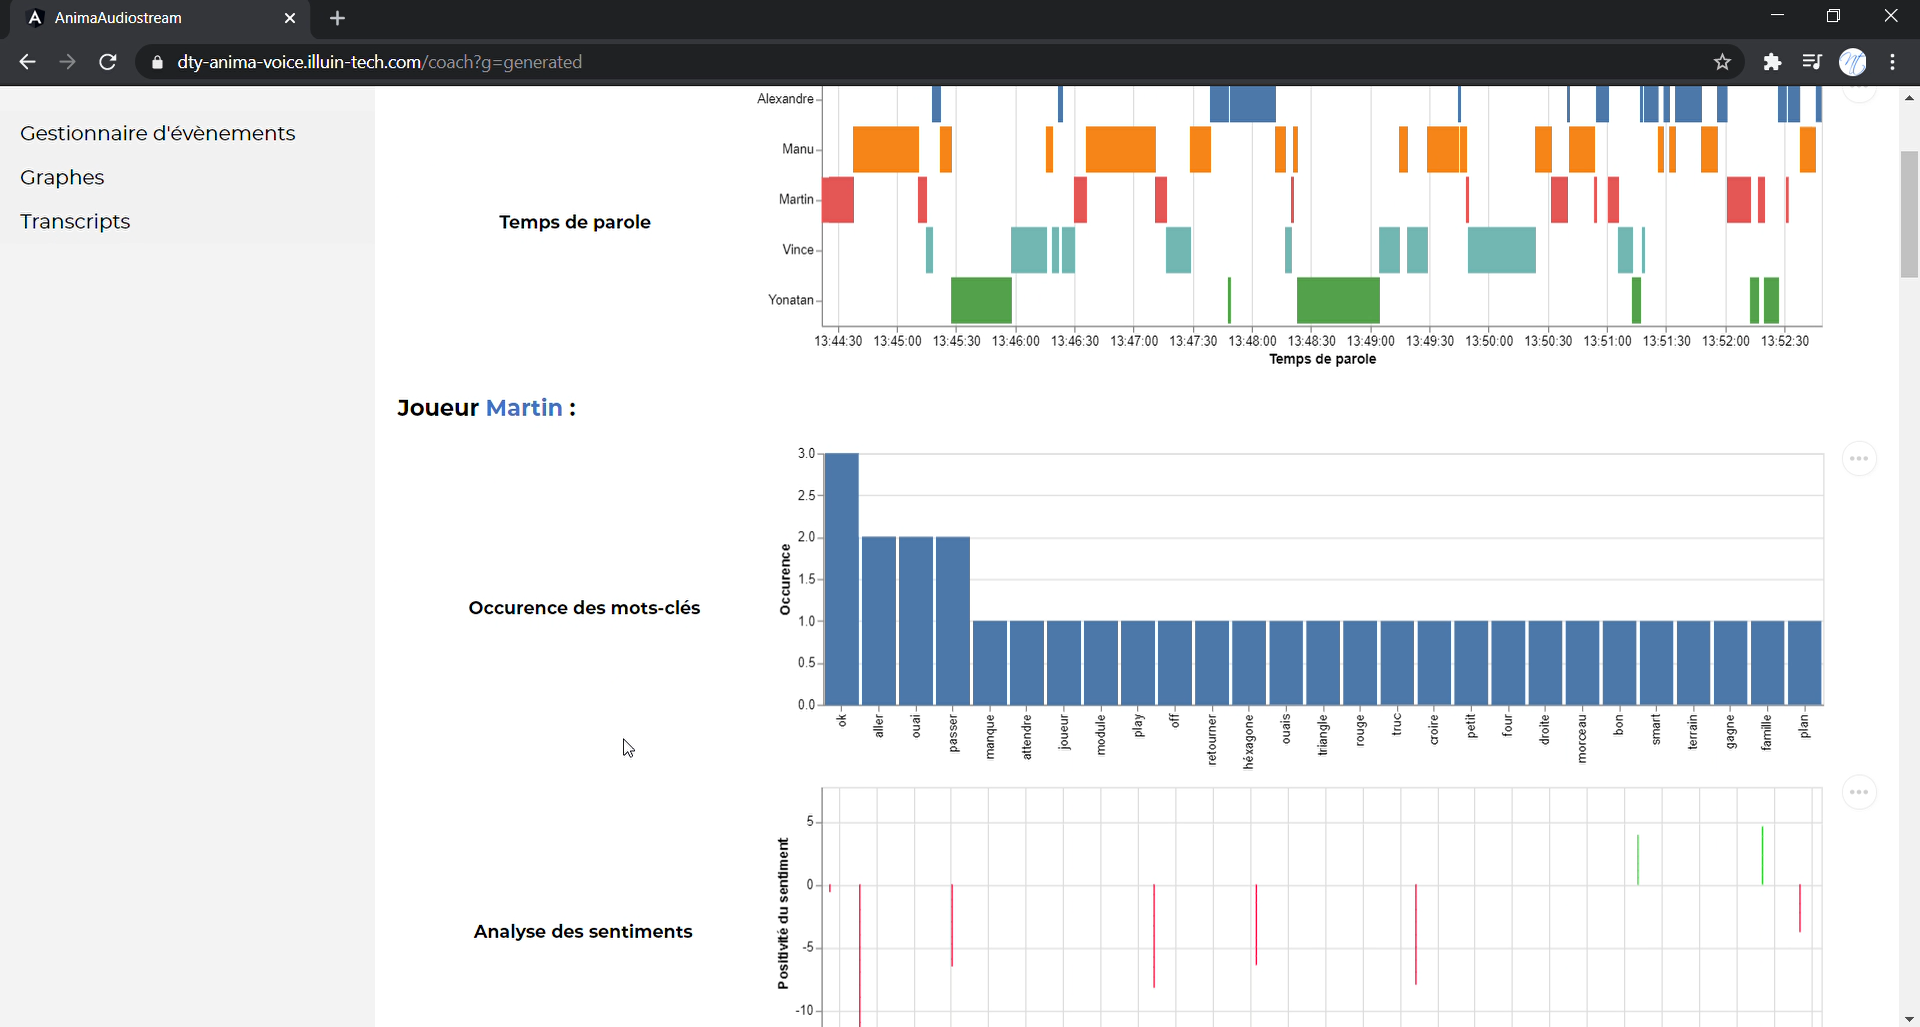 AnimaAudiostream
dty-anima-voice.illuin-tech.com/coach?g=generated
Gestionnaire d'évènements
Graphes
Transcripts
Temps de parole
Alexandre
Manu
Martin
Vince
Yonatan
13:44:30 13:45:00 13:45:30 13:46:00 13:46:30 13:47:00 13:47:30 13:48:00 13:48:30 13:49:00 13:49:30 13:50:00 13:50:30 13:51:00 13:51:30 13:52:00 13:52:30
Temps de parole
Joueur Martin :
Occurence des mots-clés
Occurence
3.0
2.5
2.0
1.5
1.0
0.5
0.0
ok aller ouai passer manque attendre joueur module play off retourner héxagone ouais triangle rouge truc croire petit four droite morceau bon smart terrain gagne famille plan
Analyse des sentiments
Positivité du sentiment
5
0
-5
-10